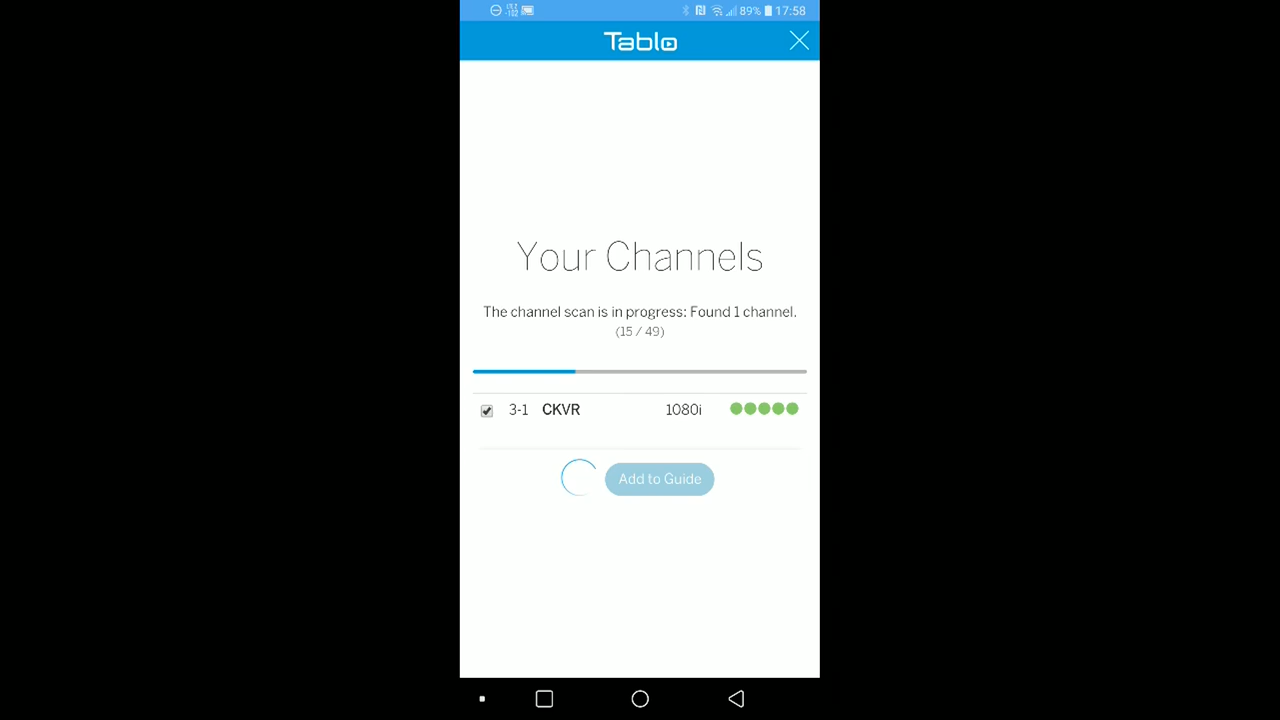 89% 17:58
Tablo
Your Channels
The channel scan is in progress: Found 1 channel.
(15 / 49)
3-1 CKVR 1080i
Add to Guide